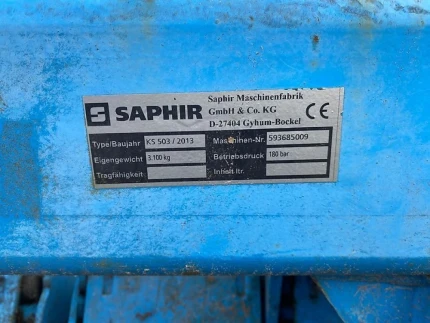 S SAPHIR
Saphir Maschinenfabrik
GmbH & Co. KG
D-27404 Gyhum-Bockel
CE
Type/Baujahr KS 503 / 2013 Maschinen-Nr. 593685009
Eigengewicht 3.100 kg Betriebsdruck 180 bar
Tragfähigkeit Inhalt ltr.